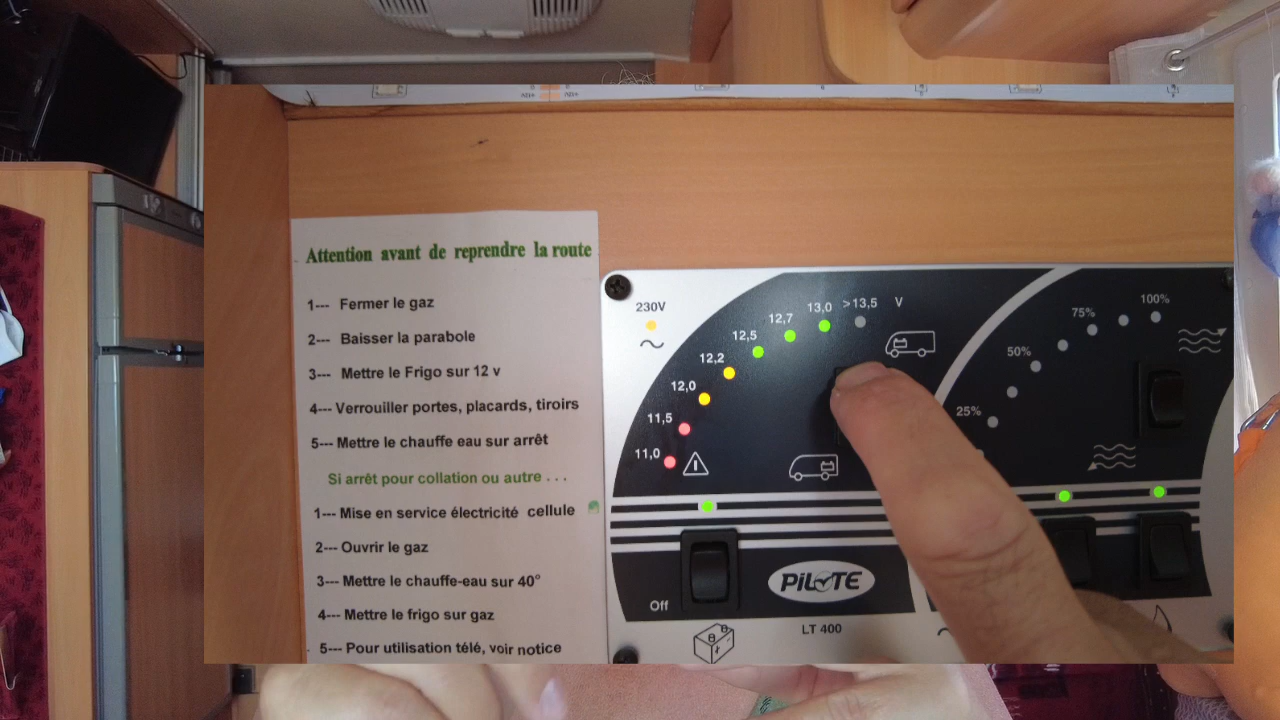 Attention avant de reprendre la route
1--- Fermer le gaz
2--- Baisser la parabole
3--- Mettre le Frigo sur 12 v
4--- Verrouiller portes, placards, tiroirs
5--- Mettre le chauffe eau sur arrêt
Si arrêt pour collation ou autre . . .
1--- Mise en service électricité cellule
2--- Ouvrir le gaz
3--- Mettre le chauffe-eau sur 40°
4--- Mettre le frigo sur gaz
5--- Pour utilisation télé, voir notice
230V
11,0
11,5
12,0
12,2
12,5
12,7
13,0
>13,5 V
25%
50%
75%
100%
Off
PiLOTE
LT 400
B B